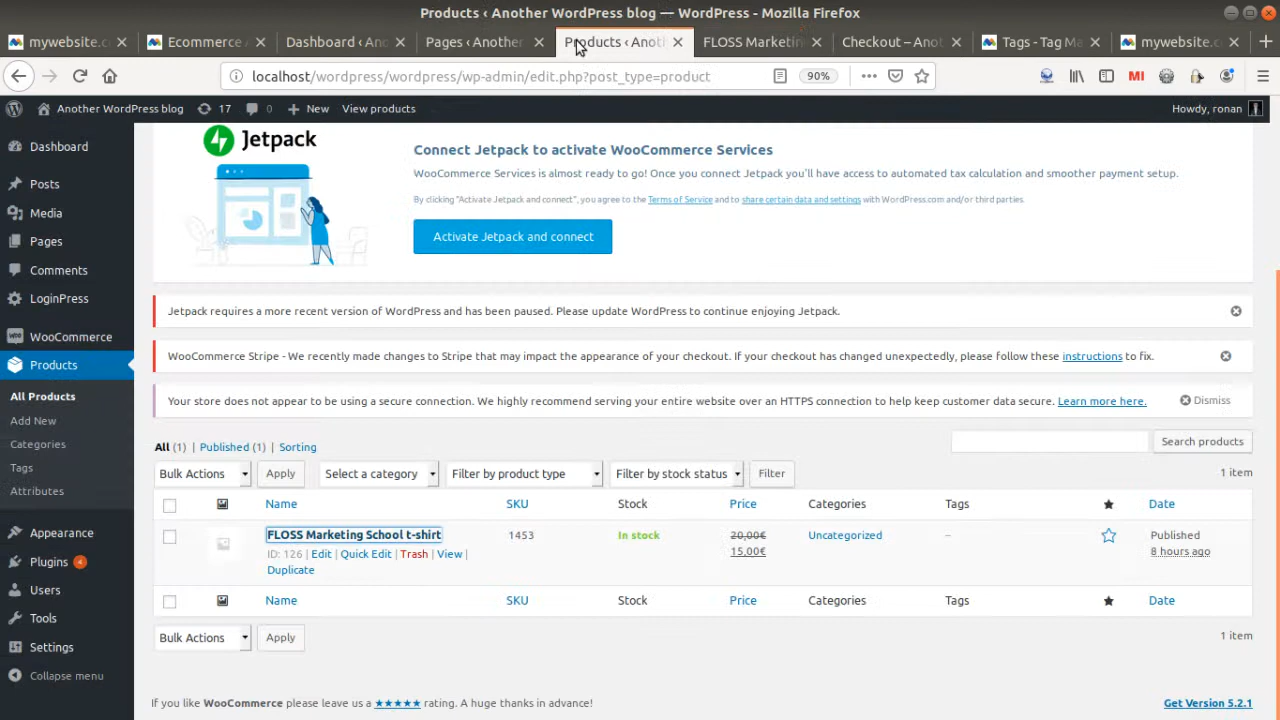 Products ‹ Another WordPress blog — WordPress - Mozilla Firefox
mywebsite.c
Ecommerce
Dashboard ‹ Ano
Pages ‹ Another
Products ‹ Anot
FLOSS Marketin
Checkout – Anot
Tags - Tag Ma
mywebsite.c
localhost/wordpress/wordpress/wp-admin/edit.php?post_type=product
90%
MI
Another WordPress blog
17
0
New
View products
Howdy, ronan
Dashboard
Posts
Media
Pages
Comments
LoginPress
WooCommerce
Products
All Products
Add New
Categories
Tags
Attributes
Appearance
Plugins 4
Users
Tools
Settings
Collapse menu
Jetpack
Connect Jetpack to activate WooCommerce Services
WooCommerce Services is almost ready to go! Once you connect Jetpack you'll have access to automated tax calculation and smoother payment setup.
By clicking "Activate Jetpack and connect", you agree to the Terms of Service and to share certain data and settings with WordPress.com and/or third parties.
Activate Jetpack and connect
Jetpack requires a more recent version of WordPress and has been paused. Please update WordPress to continue enjoying Jetpack.
WooCommerce Stripe - We recently made changes to Stripe that may impact the appearance of your checkout. If your checkout has changed unexpectedly, please follow these instructions to fix.
Your store does not appear to be using a secure connection. We highly recommend serving your entire website over an HTTPS connection to help keep customer data secure. Learn more here.
Dismiss
All (1) | Published (1) | Sorting
Search products
Bulk Actions
Apply
Select a category
Filter by product type
Filter by stock status
Filter
1 item
Name
SKU
Stock
Price
Categories
Tags
Date
FLOSS Marketing School t-shirt
ID: 126 | Edit | Quick Edit | Trash | View |
Duplicate
1453
In stock
20,00€
15,00€
Uncategorized
–
Published
8 hours ago
Name
SKU
Stock
Price
Categories
Tags
Date
Bulk Actions
Apply
1 item
If you like WooCommerce please leave us a ★★★★★ rating. A huge thanks in advance!
Get Version 5.2.1